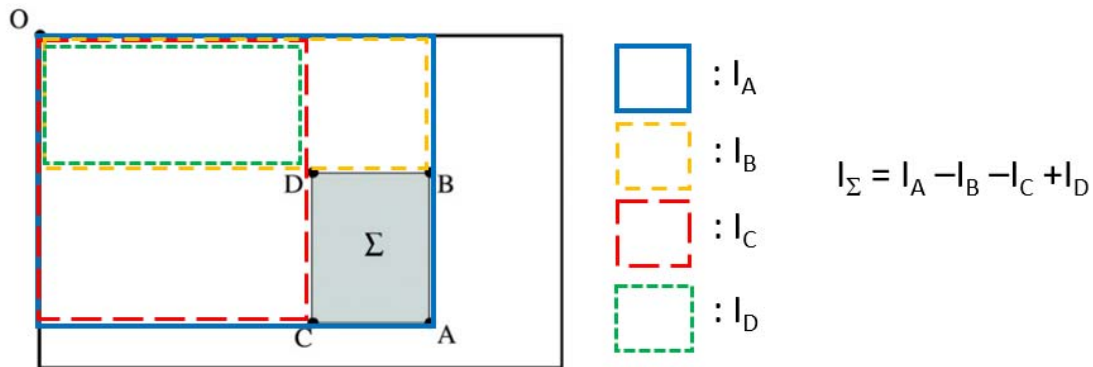 O
D
B
Σ
C
A
: I_A
: I_B
: I_C
: I_D
I_Σ = I_A –I_B –I_C +I_D